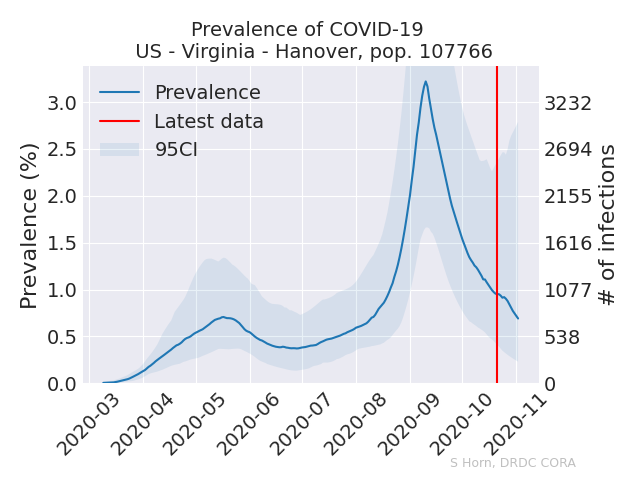 Prevalence of COVID-19
US - Virginia - Hanover, pop. 107766
Prevalence
Latest data
95CI
Prevalence (%)
3.0
2.5
2.0
1.5
1.0
0.5
0.0
3232
2694
2155
1616
1077
538
0
# of infections
2020-03
2020-04
2020-05
2020-06
2020-07
2020-08
2020-09
2020-10
2020-11
S Horn, DRDC CORA